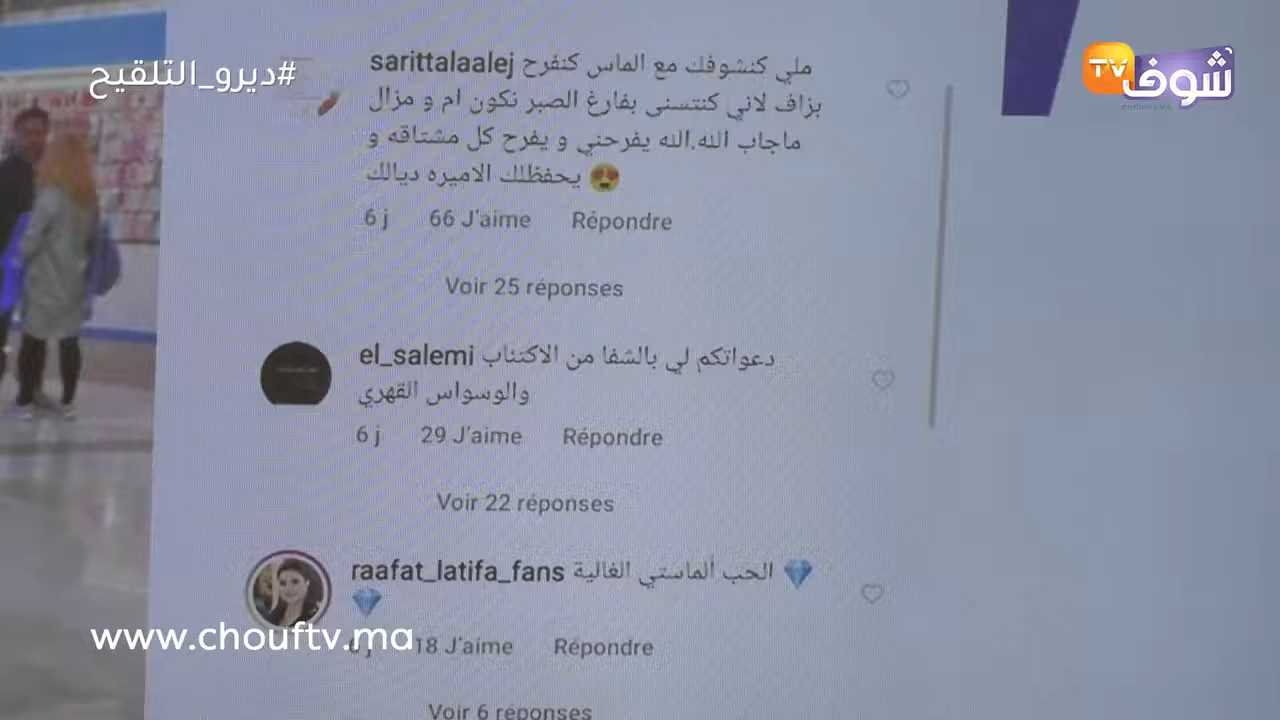 #ديرو_التلقيح
TV شوف
sarittalaalej ملي كنشوفك مع الماس كنفرح
بزاف لاني كنتسنى بفارغ الصبر نكون ام و مزال
ماجاب الله.الله يفرحني و يفرح كل مشتاقه و
يحفظلك الاميره ديالك 😍
6 j 66 J'aime Répondre
Voir 25 réponses
el_salemi دعواتكم لي بالشفا من الاكتئاب
والوسواس القهري
6 j 29 J'aime Répondre
Voir 22 réponses
raafat_latifa_fans الحب ألماستي الغالية 💎
💎
6 j 18 J'aime Répondre
www.chouftv.ma
Voir 6 réponses